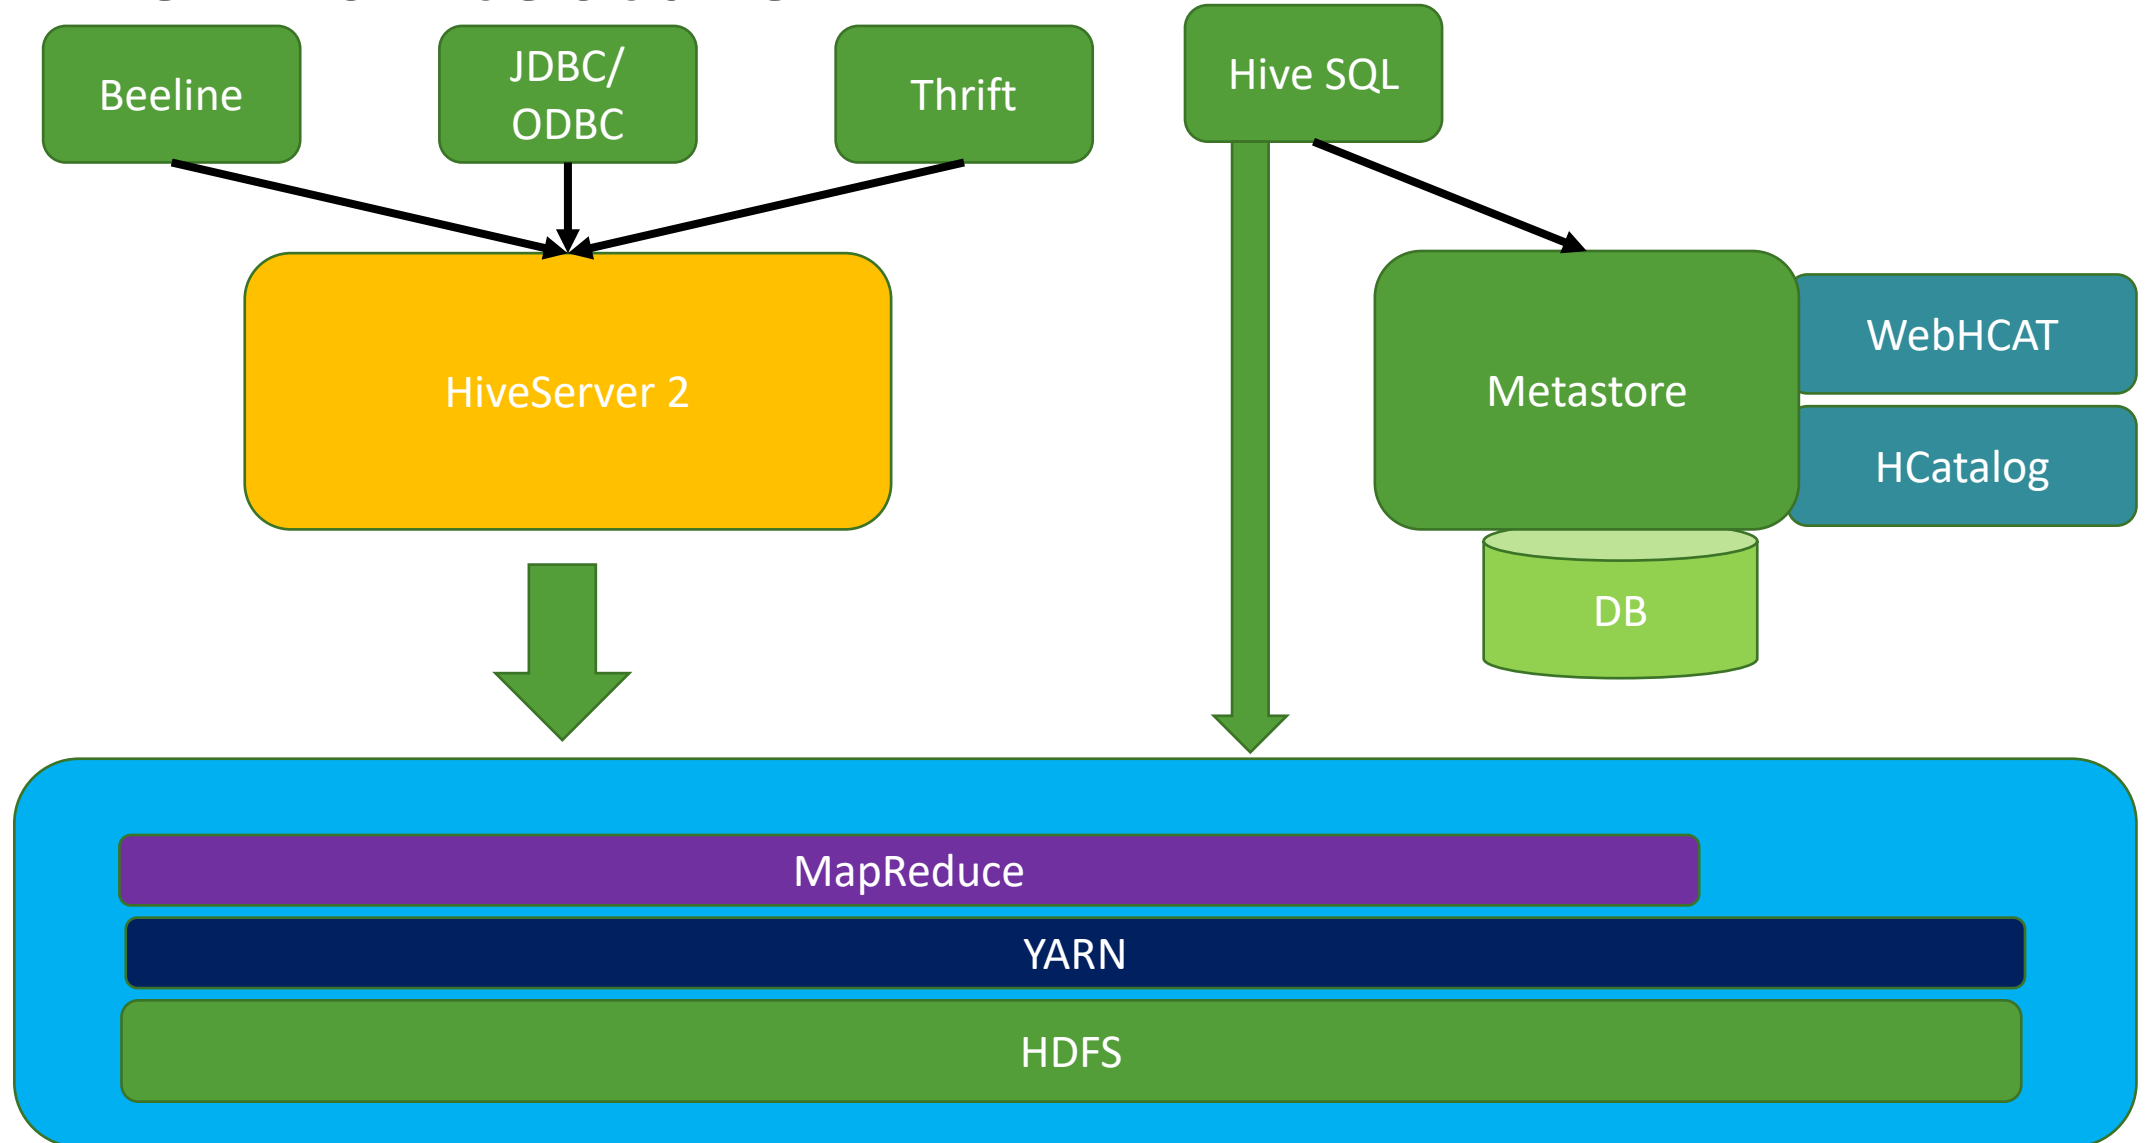 Beeline
JDBC/
ODBC
Thrift
Hive SQL
HiveServer 2
Metastore
WebHCAT
HCatalog
DB
MapReduce
YARN
HDFS